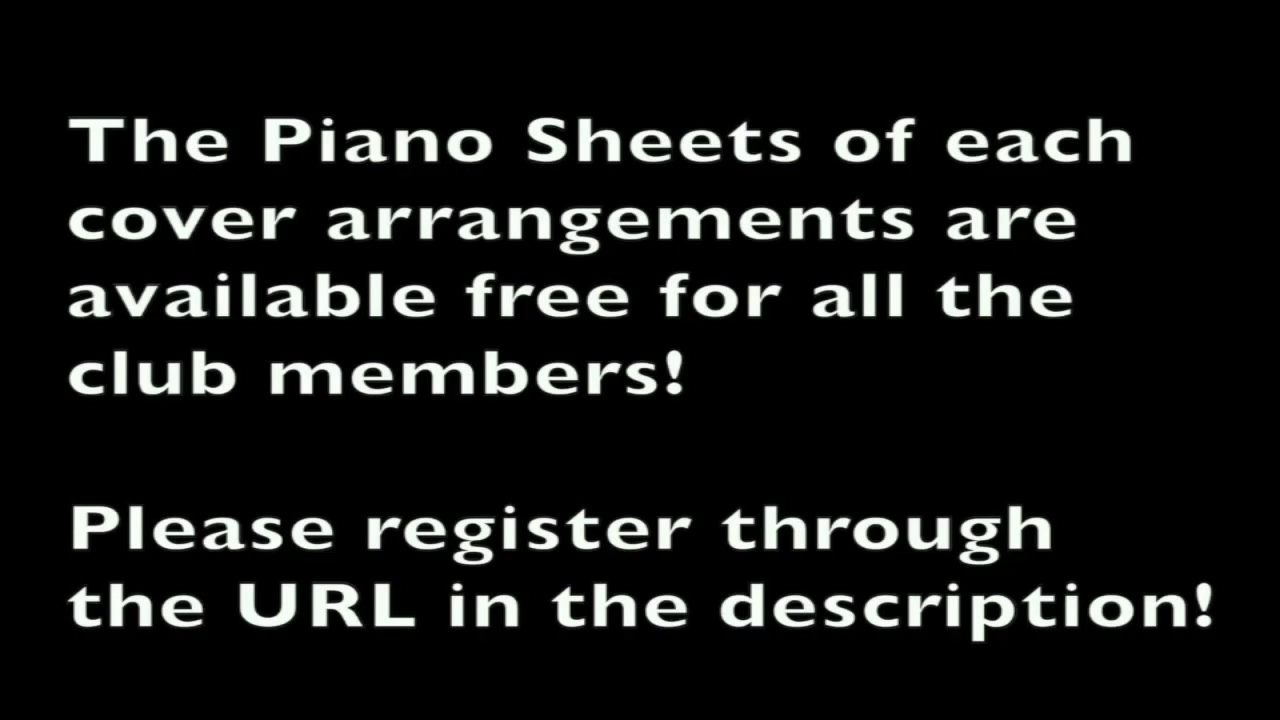 The Piano Sheets of each
cover arrangements are
available free for all the
club members!
Please register through
the URL in the description!